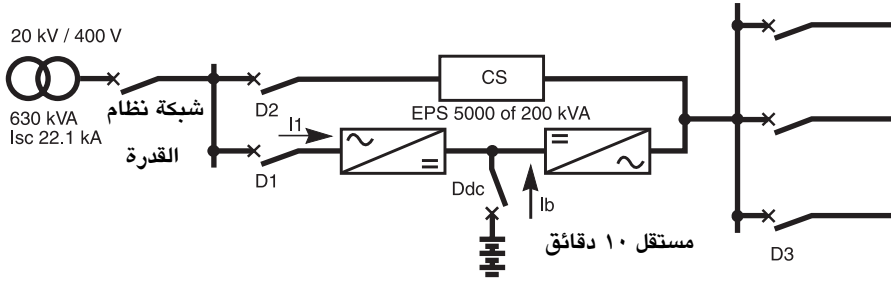 20 kV / 400 V
630 kVA
Isc 22.1 kA
شبكة نظام
القدرة
D2
CS
EPS 5000 of 200 kVA
I1
D1
Ddc
Ib
مستقل ١٠ دقائق
D3